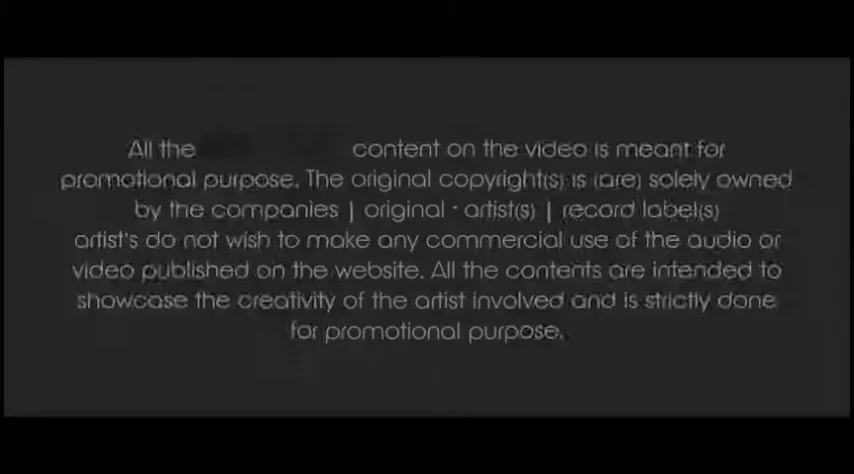 All the content on the video is meant for
promotional purpose. The original copyright(s) is (are) solely owned
by the companies | original • artist(s) | record label(s)
artist's do not wish to make any commercial use of the audio or
video published on the website. All the contents are intended to
showcase the creativity of the artist involved and is strictly done
for promotional purpose.